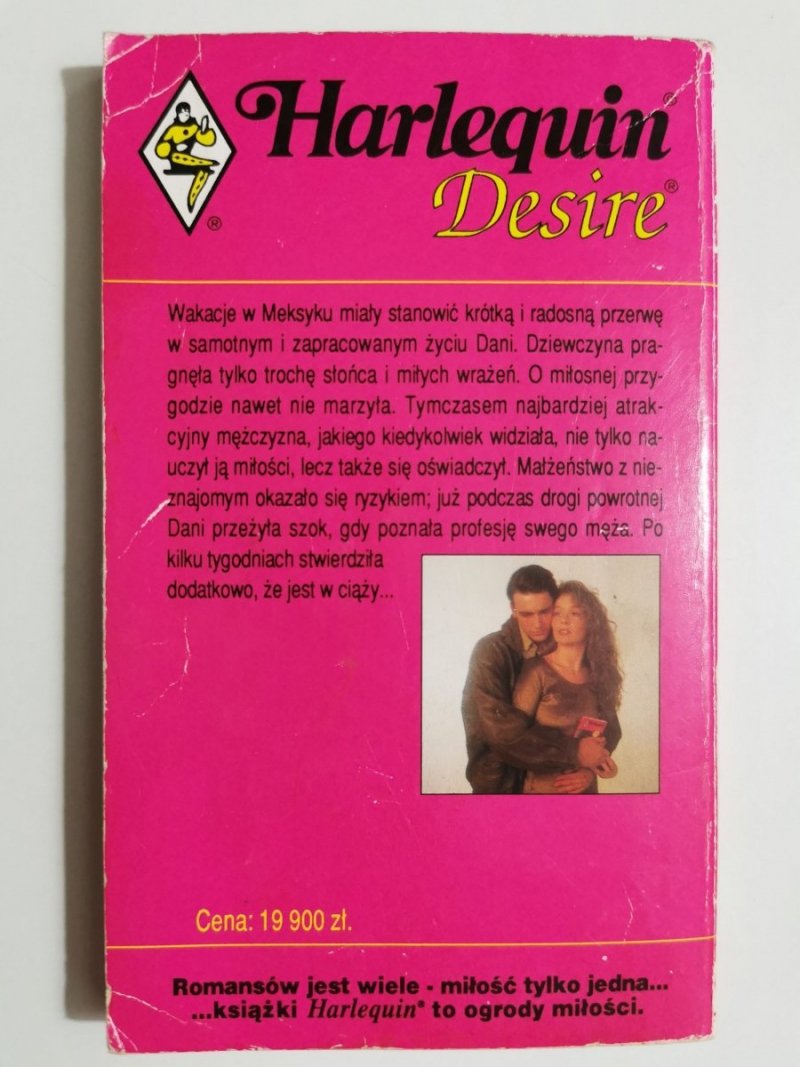 Harlequin®
Desire®
®
Wakacje w Meksyku miały stanowić krótką i radosną przerwę
w samotnym i zapracowanym życiu Dani. Dziewczyna pra-
gnęła tylko trochę słońca i miłych wrażeń. O miłosnej przy-
godzie nawet nie marzyła. Tymczasem najbardziej atrak-
cyjny mężczyzna, jakiego kiedykolwiek widziała, nie tylko na-
uczył ją miłości, lecz także się oświadczył. Małżeństwo z nie-
znajomym okazało się ryzykiem; już podczas drogi powrotnej
Dani przeżyła szok, gdy poznała profesję swego męża. Po
kilku tygodniach stwierdziła
dodatkowo, że jest w ciąży...
Cena: 19 900 zł.
Romansów jest wiele - miłość tylko jedna...
...książki Harlequin® to ogrody miłości.